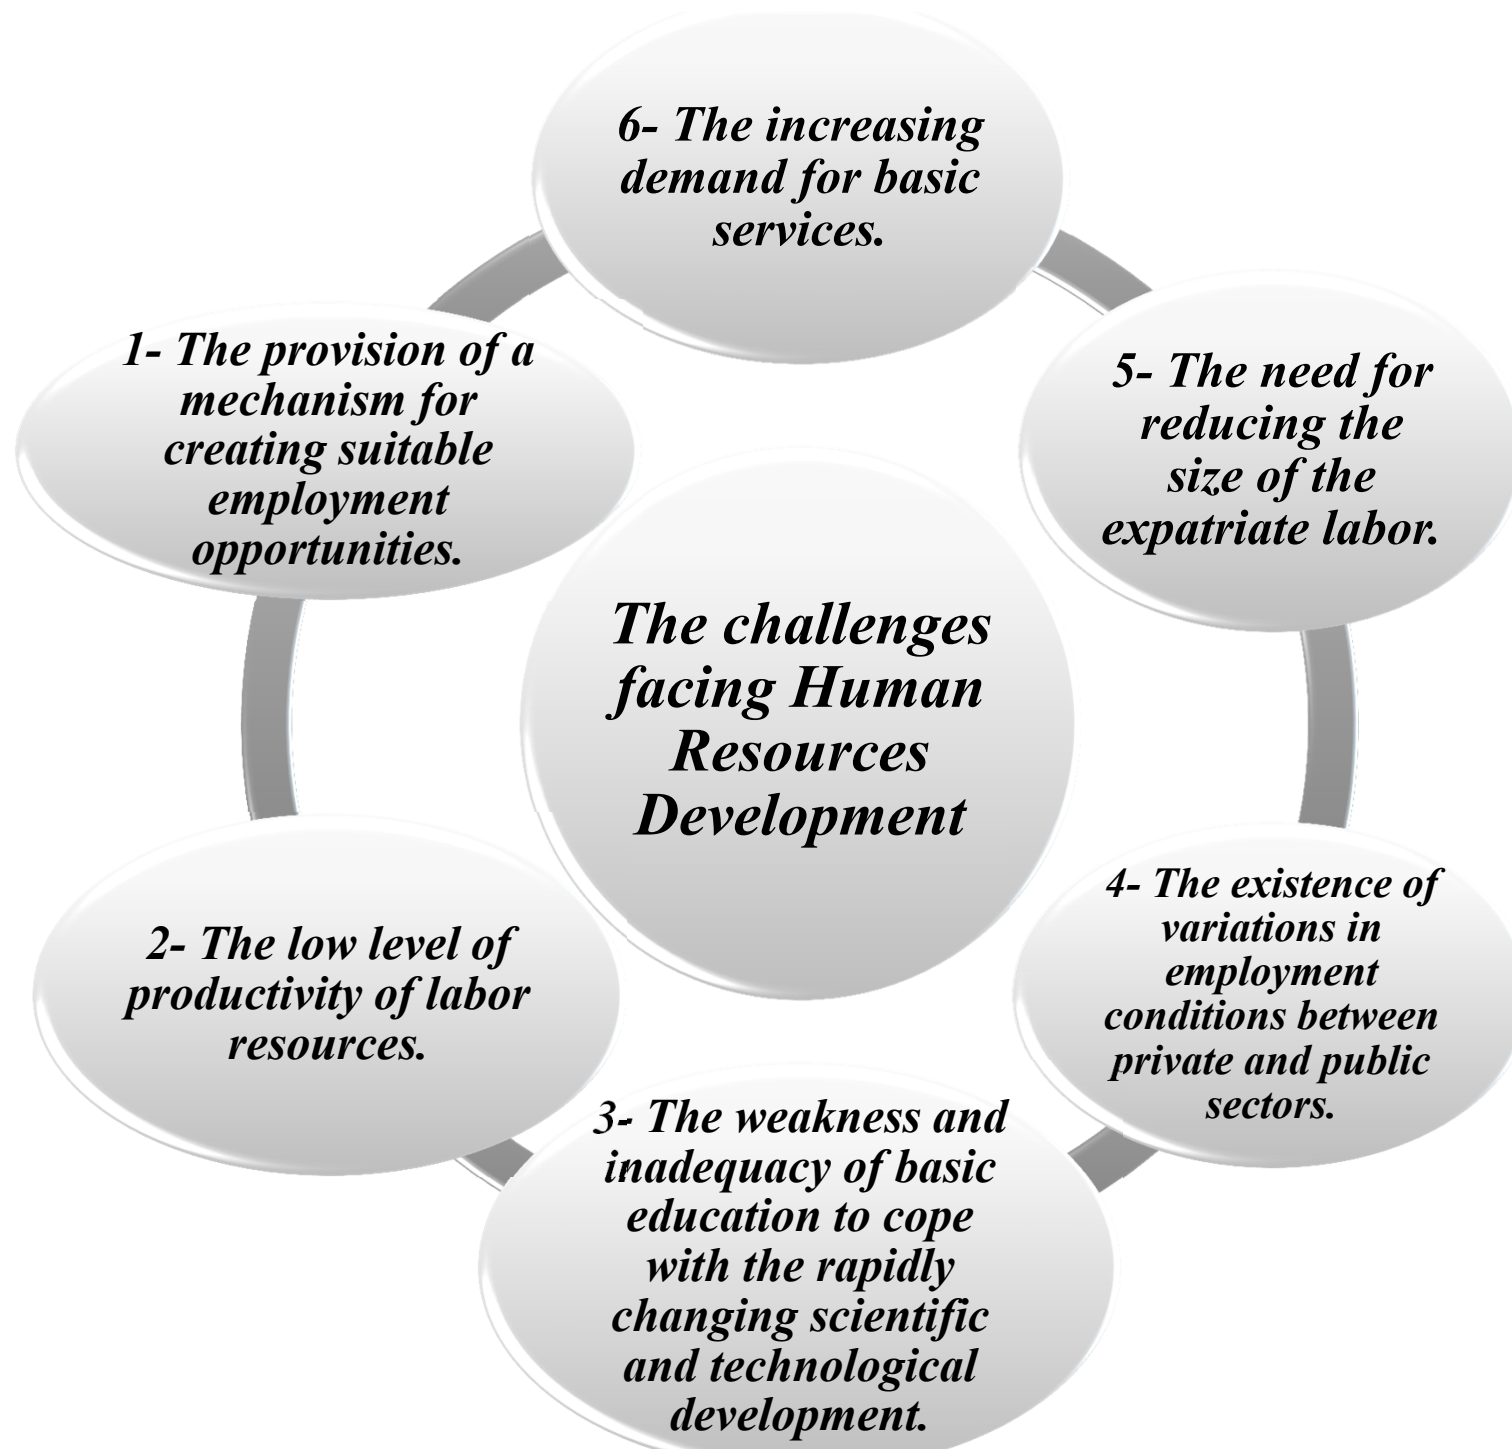 6- The increasing
demand for basic
services.
1- The provision of a
mechanism for
creating suitable
employment
opportunities.
5- The need for
reducing the
size of the
expatriate labor.
The challenges
facing Human
Resources
Development
2- The low level of
productivity of labor
resources.
4- The existence of
variations in
employment
conditions between
private and public
sectors.
3- The weakness and
inadequacy of basic
education to cope
with the rapidly
changing scientific
and technological
development.